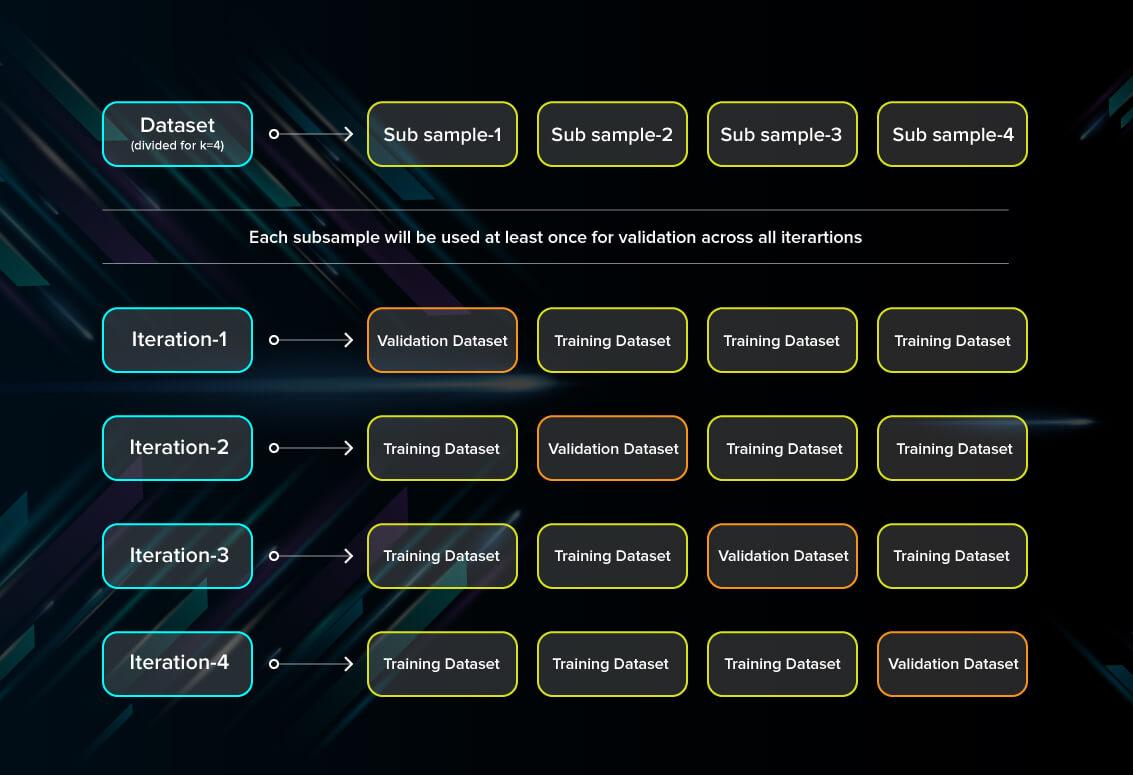 Dataset
(divided for k=4)
Sub sample-1
Sub sample-2
Sub sample-3
Sub sample-4
Each subsample will be used at least once for validation across all iterartions
Iteration-1
Validation Dataset
Training Dataset
Training Dataset
Training Dataset
Iteration-2
Training Dataset
Validation Dataset
Training Dataset
Training Dataset
Iteration-3
Training Dataset
Training Dataset
Validation Dataset
Training Dataset
Iteration-4
Training Dataset
Training Dataset
Training Dataset
Validation Dataset